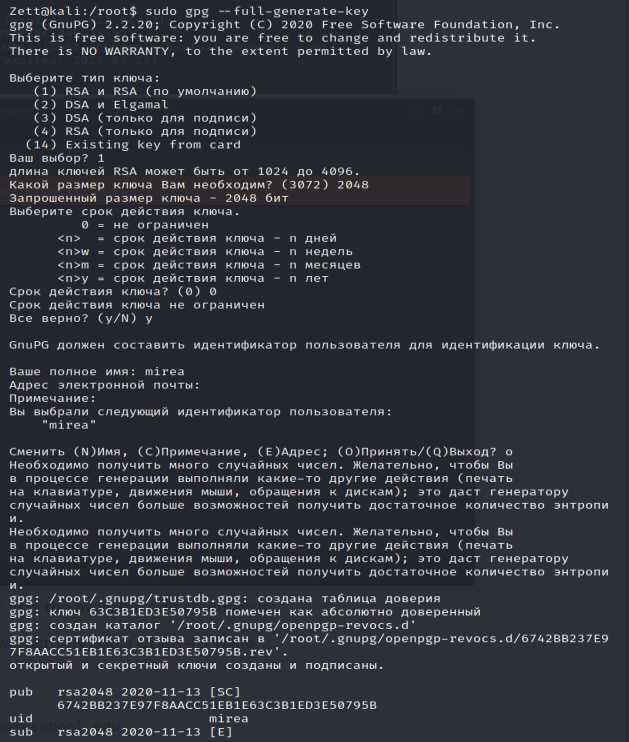 Zett@kali:/root$ sudo gpg --full-generate-key
gpg (GnuPG) 2.2.20; Copyright (C) 2020 Free Software Foundation, Inc.
This is free software: you are free to change and redistribute it.
There is NO WARRANTY, to the extent permitted by law.

Выберите тип ключа:
   (1) RSA и RSA (по умолчанию)
   (2) DSA и Elgamal
   (3) DSA (только для подписи)
   (4) RSA (только для подписи)
  (14) Existing key from card
Ваш выбор? 1
длина ключей RSA может быть от 1024 до 4096.
Какой размер ключа Вам необходим? (3072) 2048
Запрошенный размер ключа - 2048 бит
Выберите срок действия ключа.
         0 = не ограничен
      <n>  = срок действия ключа - n дней
      <n>w = срок действия ключа - n недель
      <n>m = срок действия ключа - n месяцев
      <n>y = срок действия ключа - n лет
Срок действия ключа? (0) 0
Срок действия ключа не ограничен
Все верно? (y/N) y

GnuPG должен составить идентификатор пользователя для идентификации ключа.

Ваше полное имя: mirea
Адрес электронной почты:
Примечание:
Вы выбрали следующий идентификатор пользователя:
    "mirea"

Сменить (N)Имя, (C)Примечание, (E)Адрес; (O)Принять/(Q)Выход? o
Необходимо получить много случайных чисел. Желательно, чтобы Вы
в процессе генерации выполняли какие-то другие действия (печать
на клавиатуре, движения мыши, обращения к дискам); это даст генератору
случайных чисел больше возможностей получить достаточное количество энтропи
и.
Необходимо получить много случайных чисел. Желательно, чтобы Вы
в процессе генерации выполняли какие-то другие действия (печать
на клавиатуре, движения мыши, обращения к дискам); это даст генератору
случайных чисел больше возможностей получить достаточное количество энтропи
и.
gpg: /root/.gnupg/trustdb.gpg: создана таблица доверия
gpg: ключ 63C3B1ED3E50795B помечен как абсолютно доверенный
gpg: создан каталог '/root/.gnupg/openpgp-revocs.d'
gpg: сертификат отзыва записан в '/root/.gnupg/openpgp-revocs.d/6742BB237E9
7F8AACC51EB1E63C3B1ED3E50795B.rev'.
открытый и секретный ключи созданы и подписаны.

pub   rsa2048 2020-11-13 [SC]
      6742BB237E97F8AACC51EB1E63C3B1ED3E50795B
uid                      mirea
sub   rsa2048 2020-11-13 [E]